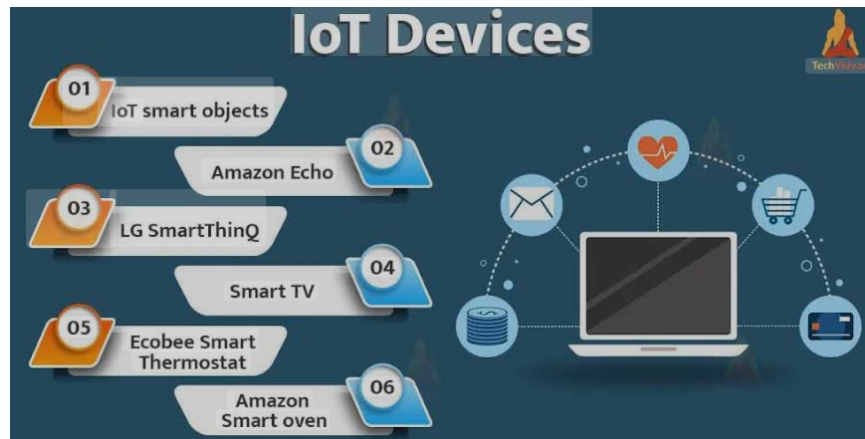 IoT Devices
TechVidvan
01
IoT smart objects
02
Amazon Echo
03
LG SmartThinQ
04
Smart TV
05
Ecobee Smart
Thermostat
06
Amazon
Smart oven